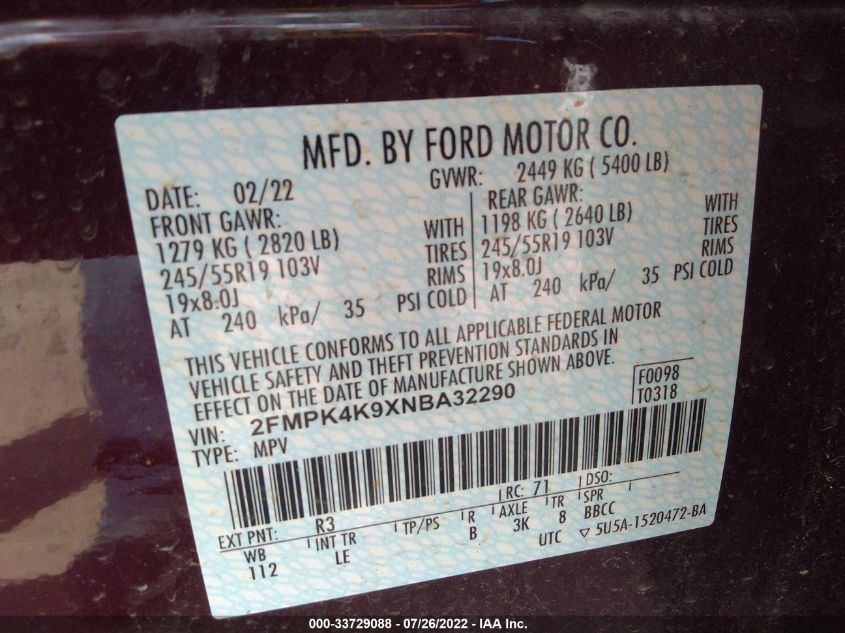 MFD. BY FORD MOTOR CO.
DATE: 02/22 GVWR: 2449 KG ( 5400 LB)
FRONT GAWR: REAR GAWR:
1279 KG ( 2820 LB) WITH 1198 KG ( 2640 LB) WITH
245/55R19 103V TIRES 245/55R19 103V TIRES
19x8.0J RIMS 19x8.0J RIMS
AT 240 kPa/ 35 PSI COLD AT 240 kPa/ 35 PSI COLD
THIS VEHICLE CONFORMS TO ALL APPLICABLE FEDERAL MOTOR
VEHICLE SAFETY AND THEFT PREVENTION STANDARDS IN
EFFECT ON THE DATE OF MANUFACTURE SHOWN ABOVE.
VIN: 2FMPK4K9XNBA32290 F0098
TYPE: MPV T0318
EXT PNT: R3 RC: 71 DSO:
WB INT TR TP/PS R AXLE TR SPR
112 LE B 3K 8 BBCC
UTC ▽ 5U5A-1520472-BA
000-33729088 - 07/26/2022 - IAA Inc.